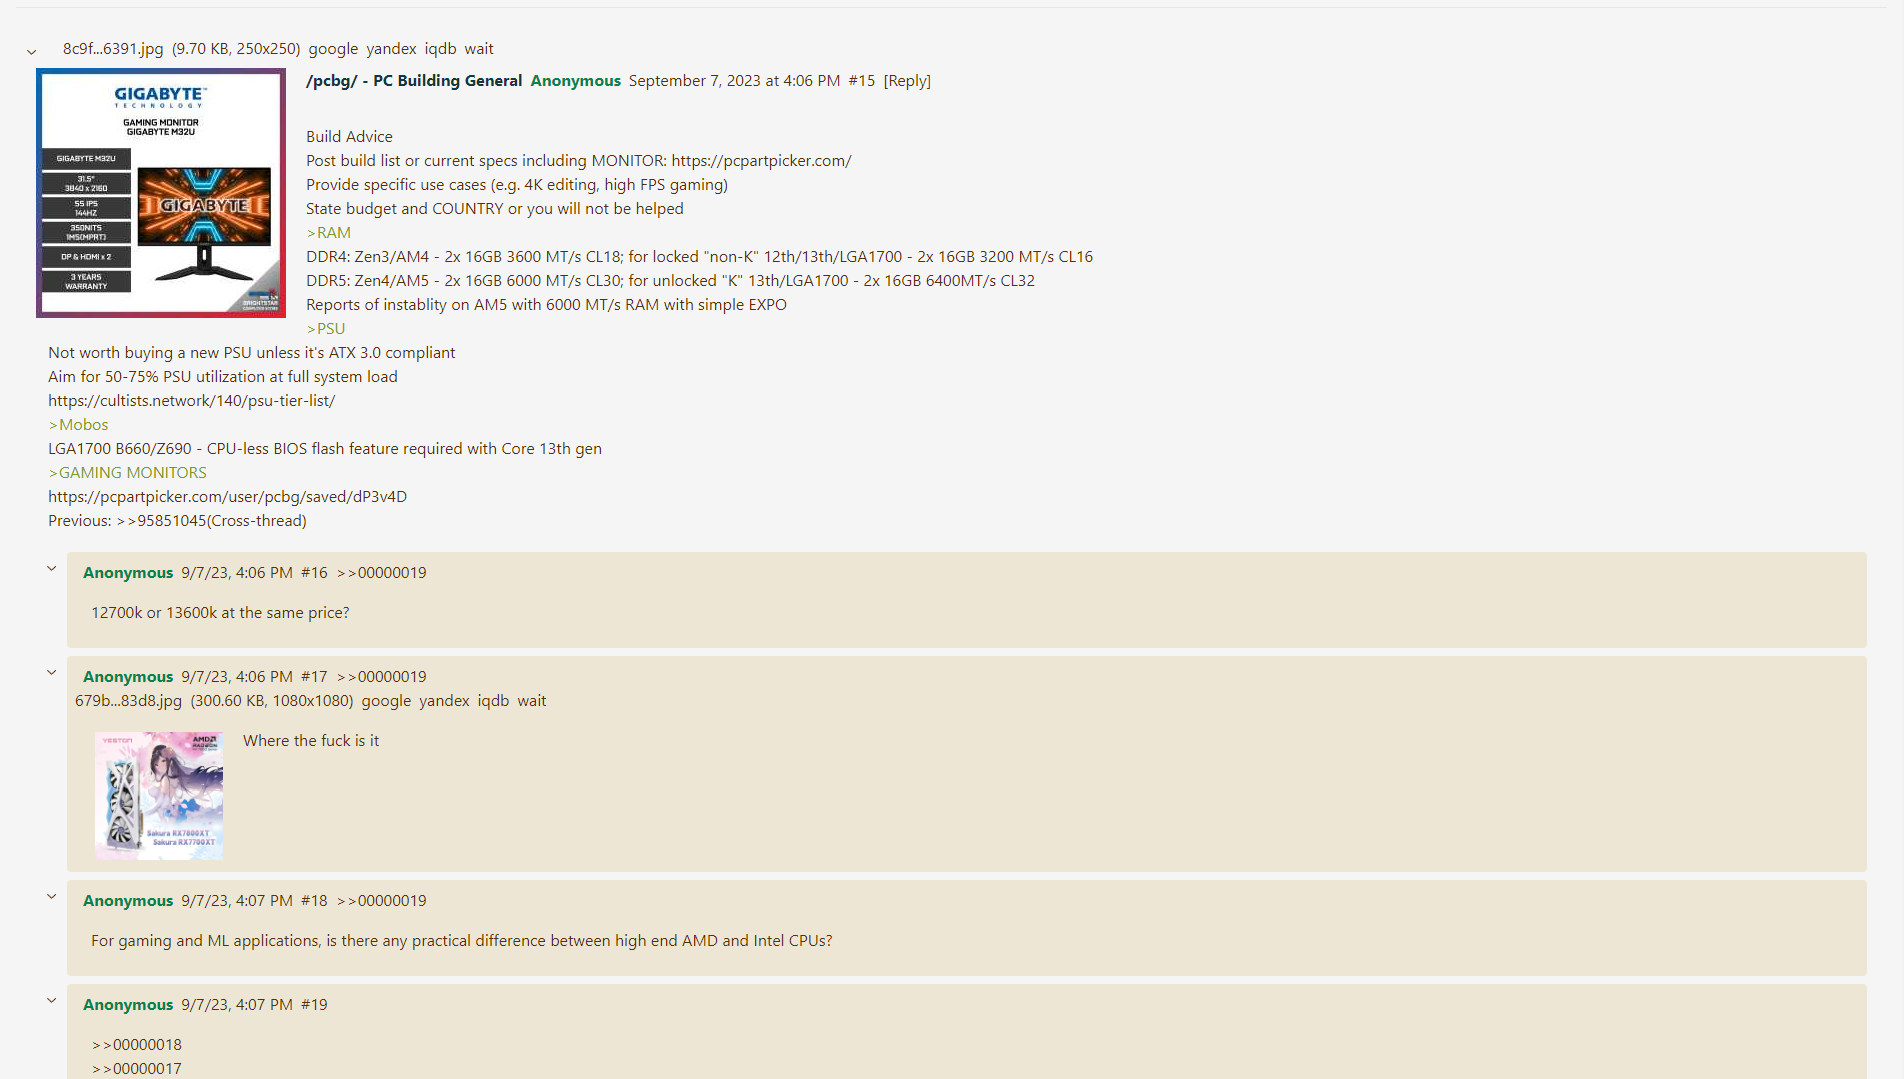 8c9f...6391.jpg (9.70 KB, 250x250) google yandex iqdb wait
GIGABYTE™
TECHNOLOGY
GAMING MONITOR
GIGABYTE M32U
GIGABYTE M32U
31.5"
3840 x 2160
SS IPS
144HZ
350NITS
1MS(MPRT)
DP & HDMI x 2
3 YEARS
WARRANTY
GIGABYTE
BRIGHTSTAR
COMPUTER STORE
/pcbg/ - PC Building General Anonymous September 7, 2023 at 4:06 PM #15 [Reply]
Build Advice
Post build list or current specs including MONITOR: https://pcpartpicker.com/
Provide specific use cases (e.g. 4K editing, high FPS gaming)
State budget and COUNTRY or you will not be helped
>RAM
DDR4: Zen3/AM4 - 2x 16GB 3600 MT/s CL18; for locked "non-K" 12th/13th/LGA1700 - 2x 16GB 3200 MT/s CL16
DDR5: Zen4/AM5 - 2x 16GB 6000 MT/s CL30; for unlocked "K" 13th/LGA1700 - 2x 16GB 6400MT/s CL32
Reports of instablity on AM5 with 6000 MT/s RAM with simple EXPO
>PSU
Not worth buying a new PSU unless it's ATX 3.0 compliant
Aim for 50-75% PSU utilization at full system load
https://cultists.network/140/psu-tier-list/
>Mobos
LGA1700 B660/Z690 - CPU-less BIOS flash feature required with Core 13th gen
>GAMING MONITORS
https://pcpartpicker.com/user/pcbg/saved/dP3v4D
Previous: >>95851045(Cross-thread)
Anonymous 9/7/23, 4:06 PM #16 >>00000019
12700k or 13600k at the same price?
Anonymous 9/7/23, 4:06 PM #17 >>00000019
679b...83d8.jpg (300.60 KB, 1080x1080) google yandex iqdb wait
YESTON
AMD
RADEON
Sakura RX7800XT
Sakura RX7700XT
Where the fuck is it
Anonymous 9/7/23, 4:07 PM #18 >>00000019
For gaming and ML applications, is there any practical difference between high end AMD and Intel CPUs?
Anonymous 9/7/23, 4:07 PM #19
>>00000018
>>00000017